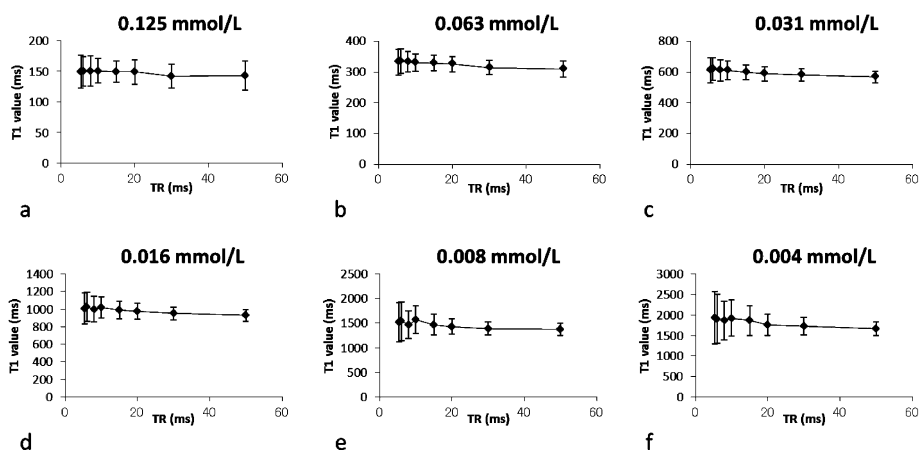 0.125 mmol/L
T1 value (ms)
200
150
100
50
0
0
20
40
60
TR (ms)
a
0.063 mmol/L
T1 value (ms)
400
300
200
100
0
0
20
40
60
TR (ms)
b
0.031 mmol/L
T1 value (ms)
800
600
400
200
0
0
20
40
60
TR (ms)
c
0.016 mmol/L
T1 value (ms)
1400
1200
1000
800
600
400
200
0
0
20
40
60
TR (ms)
d
0.008 mmol/L
T1 value (ms)
2500
2000
1500
1000
500
0
0
20
40
60
TR (ms)
e
0.004 mmol/L
T1 value (ms)
3000
2500
2000
1500
1000
500
0
0
20
40
60
TR (ms)
f